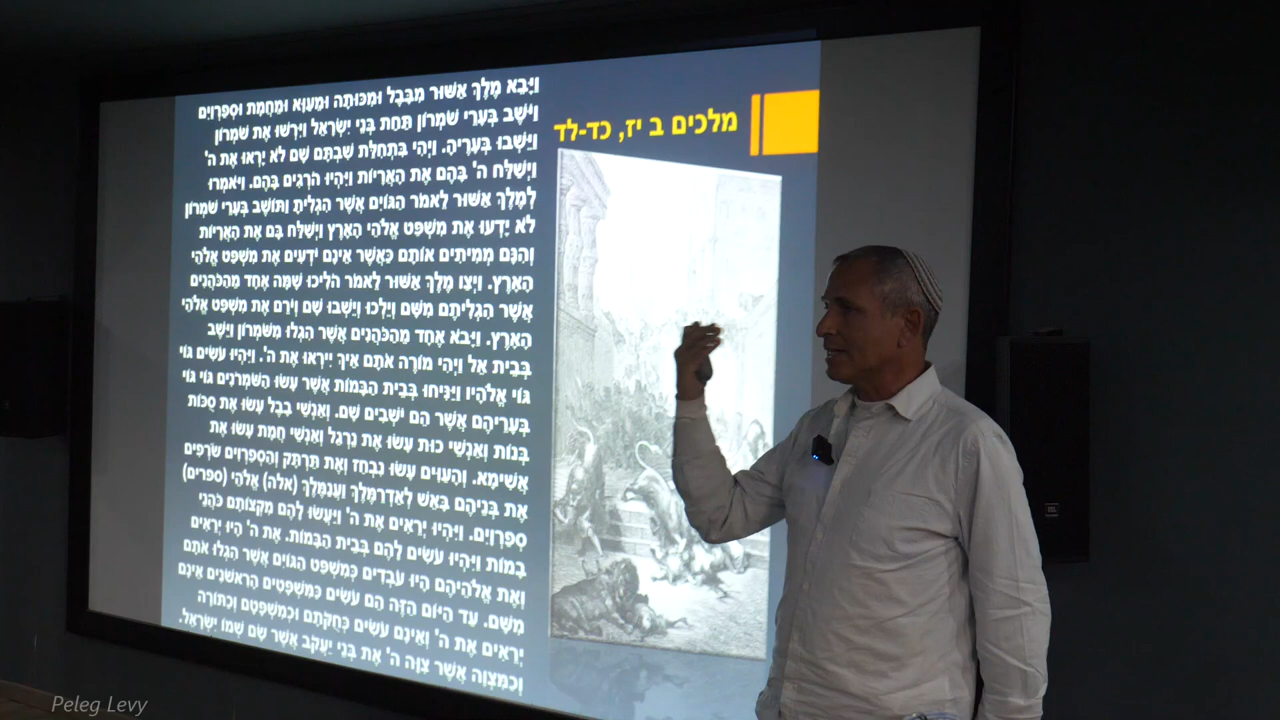 מלכים ב יז, כד-לד
וַיָּבֵא מֶלֶךְ אַשּׁוּר מִבָּבֶל וּמִכּוּתָה וּמֵעַוָּא וּמֵחֲמָת וּסְפַרְוַיִם
וַיֹּשֶׁב בְּעָרֵי שֹׁמְרוֹן תַּחַת בְּנֵי יִשְׂרָאֵל וַיִּרְשׁוּ אֶת שֹׁמְרוֹן
וַיֵּשְׁבוּ בְּעָרֶיהָ. וַיְהִי בִּתְחִלַּת שִׁבְתָּם שָׁם לֹא יָרְאוּ אֶת ה'
וַיְשַׁלַּח ה' בָּהֶם אֶת הָאֲרָיוֹת וַיִּהְיוּ הֹרְגִים בָּהֶם. וַיֹּאמְרוּ
לְמֶלֶךְ אַשּׁוּר לֵאמֹר הַגּוֹיִם אֲשֶׁר הִגְלִיתָ וַתּוֹשֶׁב בְּעָרֵי שֹׁמְרוֹן
לֹא יָדְעוּ אֶת מִשְׁפַּט אֱלֹהֵי הָאָרֶץ וַיְשַׁלַּח בָּם אֶת הָאֲרָיוֹת
וְהִנָּם מְמִיתִים אוֹתָם כַּאֲשֶׁר אֵינָם יֹדְעִים אֶת מִשְׁפַּט אֱלֹהֵי
הָאָרֶץ. וַיְצַו מֶלֶךְ אַשּׁוּר לֵאמֹר הֹלִיכוּ שָׁמָּה אֶחָד מֵהַכֹּהֲנִים
אֲשֶׁר הִגְלִיתֶם מִשָּׁם וְיֵלְכוּ וְיֵשְׁבוּ שָׁם וְיֹרֵם אֶת מִשְׁפַּט אֱלֹהֵי
הָאָרֶץ. וַיָּבֹא אֶחָד מֵהַכֹּהֲנִים אֲשֶׁר הִגְלוּ מִשֹּׁמְרוֹן וַיֵּשֶׁב
בְּבֵית אֵל וַיְהִי מוֹרֶה אֹתָם אֵיךְ יִירְאוּ אֶת ה'. וַיִּהְיוּ עֹשִׂים גּוֹי
גּוֹי אֱלֹהָיו וַיַּנִּיחוּ בְּבֵית הַבָּמוֹת אֲשֶׁר עָשׂוּ הַשֹּׁמְרֹנִים גּוֹי גּוֹי
בְּעָרֵיהֶם אֲשֶׁר הֵם יֹשְׁבִים שָׁם. וְאַנְשֵׁי בָבֶל עָשׂוּ אֶת סֻכּוֹת
בְּנוֹת וְאַנְשֵׁי כוּת עָשׂוּ אֶת נֵרְגַל וְאַנְשֵׁי חֲמָת עָשׂוּ אֶת
אֲשִׁימָא. וְהָעַוִּים עָשׂוּ נִבְחַז וְאֶת תַּרְתָּק וְהַסְפַרְוִים שֹׂרְפִים
אֶת בְּנֵיהֶם בָּאֵשׁ לְאַדְרַמֶּלֶךְ וַעֲנַמֶּלֶךְ (אלה) אֱלֹהֵי (ספרים)
סְפַרְוָיִם. וַיִּהְיוּ יְרֵאִים אֶת ה' וַיַּעֲשׂוּ לָהֶם מִקְצוֹתָם כֹּהֲנֵי
בָמוֹת וַיִּהְיוּ עֹשִׂים לָהֶם בְּבֵית הַבָּמוֹת. אֶת ה' הָיוּ יְרֵאִים
וְאֶת אֱלֹהֵיהֶם הָיוּ עֹבְדִים כְּמִשְׁפַּט הַגּוֹיִם אֲשֶׁר הִגְלוּ אֹתָם
מִשָּׁם. עַד הַיּוֹם הַזֶּה הֵם עֹשִׂים כַּמִּשְׁפָּטִים הָרִאשֹׁנִים אֵינָם
יְרֵאִים אֶת ה' וְאֵינָם עֹשִׂים כְּחֻקֹּתָם וּכְמִשְׁפָּטָם וְכַתּוֹרָה
וְכַמִּצְוָה אֲשֶׁר צִוָּה ה' אֶת בְּנֵי יַעֲקֹב אֲשֶׁר שָׂם שְׁמוֹ יִשְׂרָאֵל.
Peleg Levy